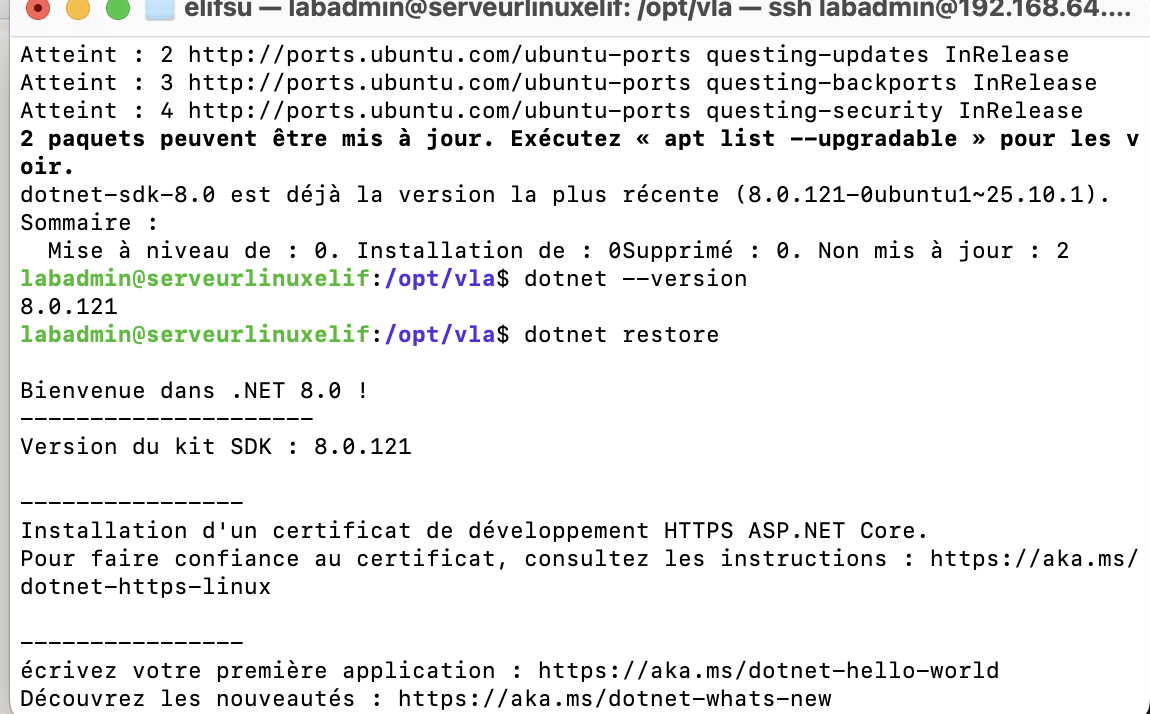 elifsu — labadmin@serveurlinuxelif: /opt/vla — ssh labadmin@192.168.64....
Atteint : 2 http://ports.ubuntu.com/ubuntu-ports questing-updates InRelease
Atteint : 3 http://ports.ubuntu.com/ubuntu-ports questing-backports InRelease
Atteint : 4 http://ports.ubuntu.com/ubuntu-ports questing-security InRelease
2 paquets peuvent être mis à jour. Exécutez « apt list --upgradable » pour les v
oir.
dotnet-sdk-8.0 est déjà la version la plus récente (8.0.121-0ubuntu1~25.10.1).
Sommaire :
  Mise à niveau de : 0. Installation de : 0Supprimé : 0. Non mis à jour : 2
labadmin@serveurlinuxelif:/opt/vla$ dotnet --version
8.0.121
labadmin@serveurlinuxelif:/opt/vla$ dotnet restore

Bienvenue dans .NET 8.0 !
---------------------
Version du kit SDK : 8.0.121

----------------
Installation d'un certificat de développement HTTPS ASP.NET Core.
Pour faire confiance au certificat, consultez les instructions : https://aka.ms/
dotnet-https-linux

----------------
écrivez votre première application : https://aka.ms/dotnet-hello-world
Découvrez les nouveautés : https://aka.ms/dotnet-whats-new